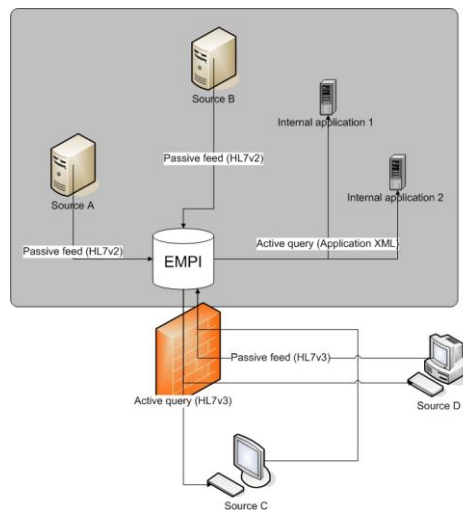 Source B
Internal application 1
Passive feed (HL7v2)
Source A
Internal application 2
Passive feed (HL7v2)
Active query (Application XML)
EMPI
Passive feed (HL7v3)
Active query (HL7v3)
Source D
Source C